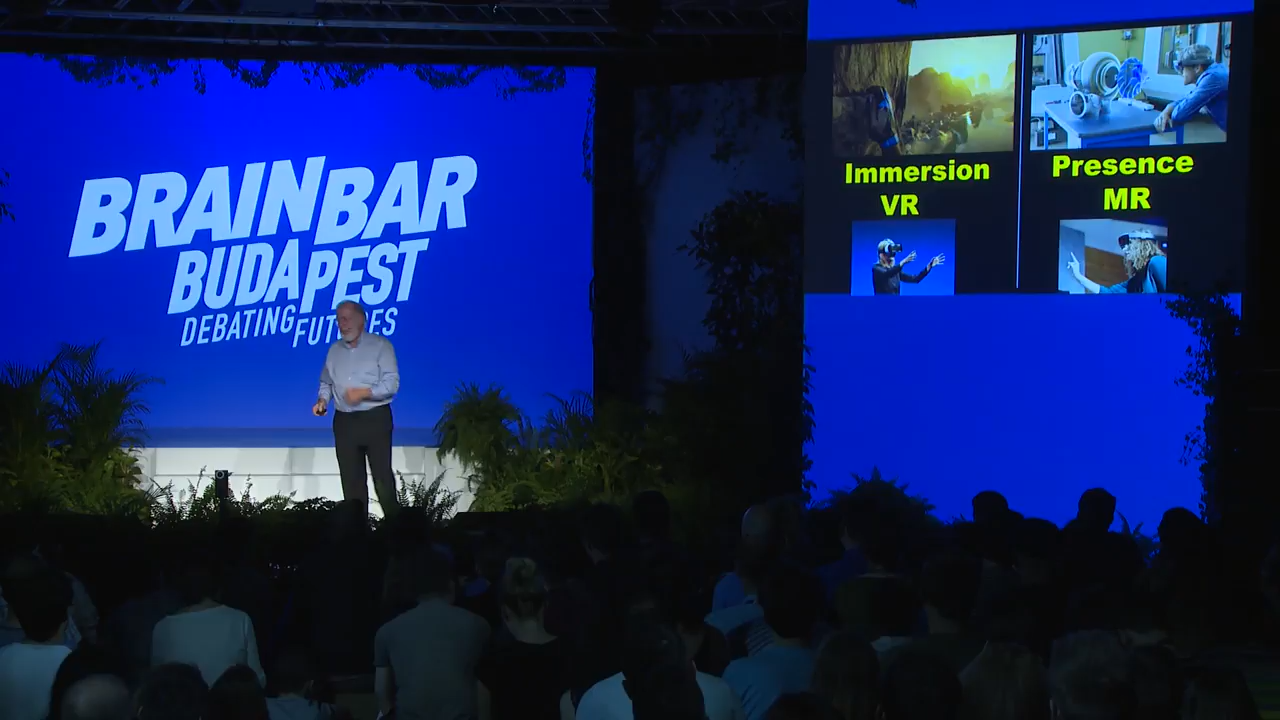 BRAINBAR
BUDAPEST
DEBATING FUTURES
Immersion
VR
Presence
MR